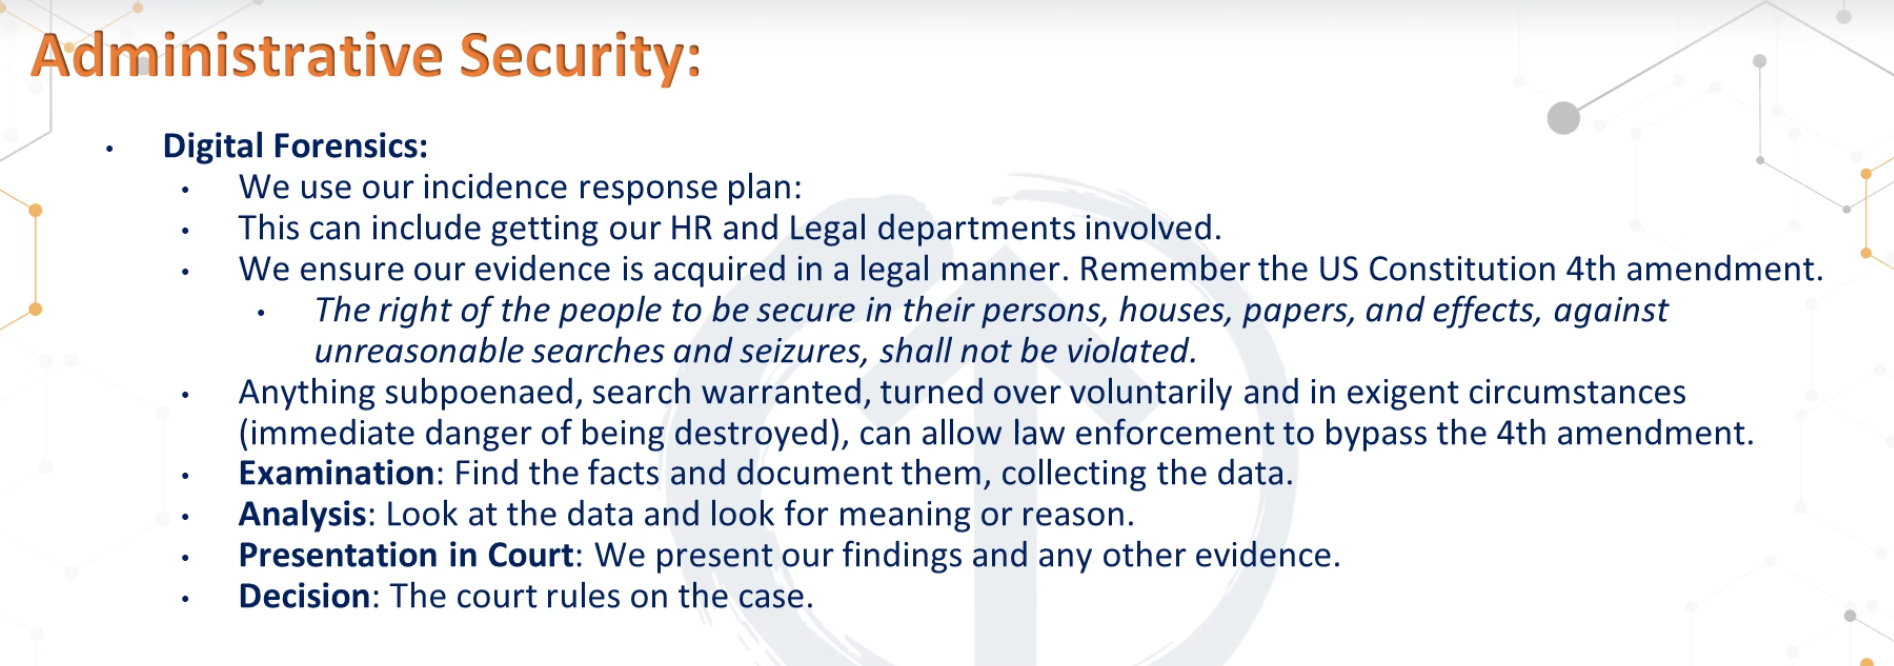 Administrative Security:
• Digital Forensics:
• We use our incidence response plan:
• This can include getting our HR and Legal departments involved.
• We ensure our evidence is acquired in a legal manner. Remember the US Constitution 4th amendment.
• The right of the people to be secure in their persons, houses, papers, and effects, against
unreasonable searches and seizures, shall not be violated.
• Anything subpoenaed, search warranted, turned over voluntarily and in exigent circumstances
(immediate danger of being destroyed), can allow law enforcement to bypass the 4th amendment.
• Examination: Find the facts and document them, collecting the data.
• Analysis: Look at the data and look for meaning or reason.
• Presentation in Court: We present our findings and any other evidence.
• Decision: The court rules on the case.